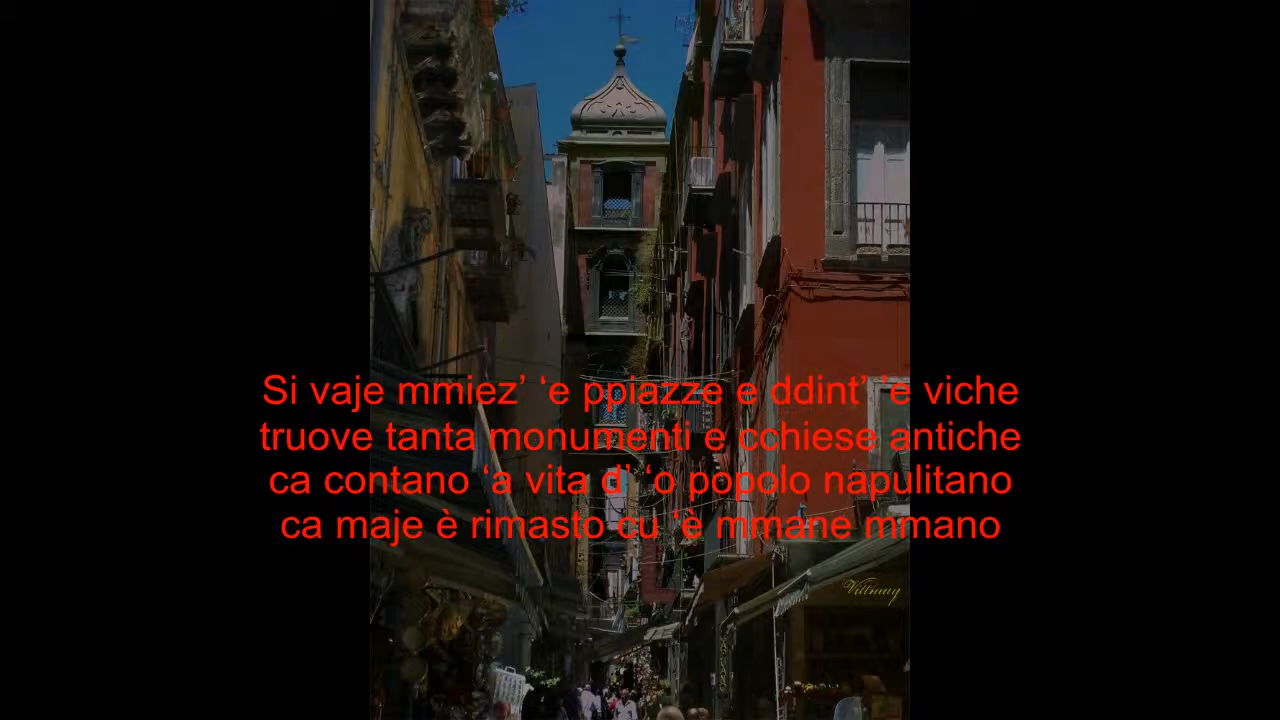 Si vaje mmiez’ ‘e ppiazze e ddint’ ’e viche
truove tanta monumenti e cchiese antiche
ca contano ‘a vita d’ ‘o popolo napulitano
ca maje è rimasto cu ‘è mmane mmano
Vittmay